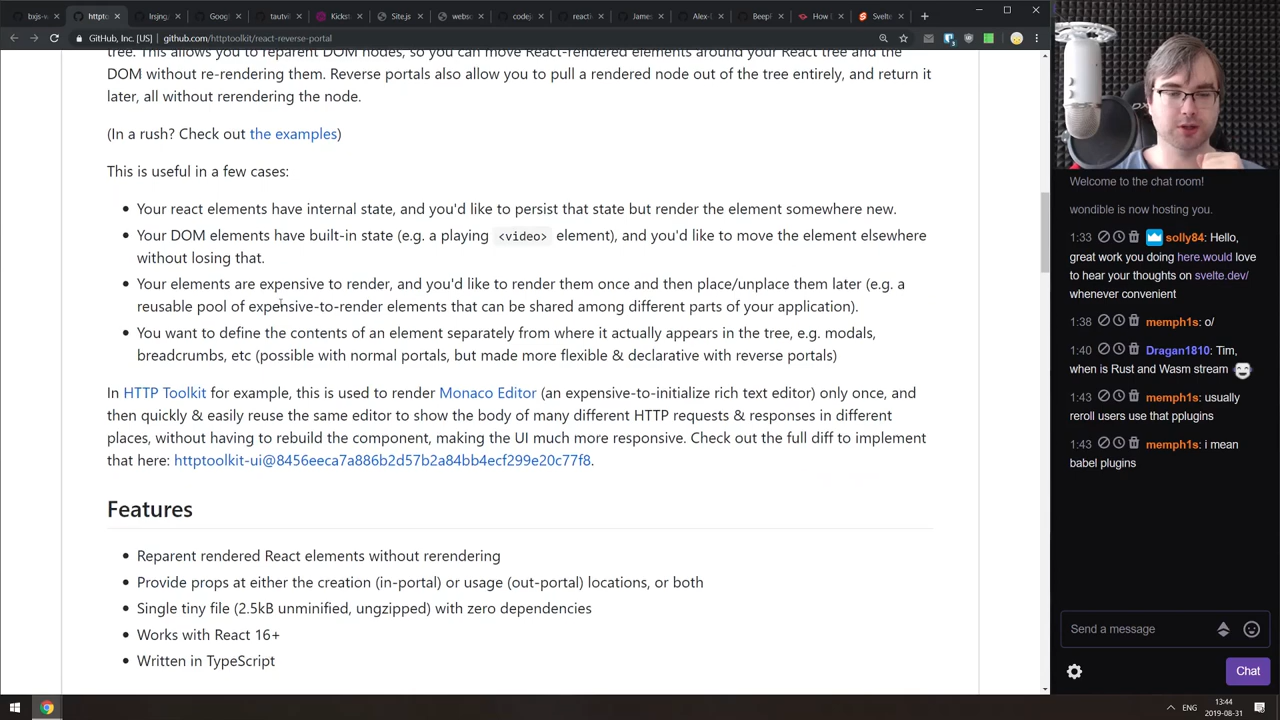 bxjs-w
httpto
Injnga
Goog
tautvi
Kickst
Site.js
webso
codej
react
James
Alex-l
Beepl
How U
Svelte
GitHub, Inc. [US] | github.com/httptoolkit/react-reverse-portal
tree. This allows you to reparent DOM nodes, so you can move React-rendered elements around your React tree and the
DOM without re-rendering them. Reverse portals also allow you to pull a rendered node out of the tree entirely, and return it
later, all without rerendering the node.
(In a rush? Check out the examples)
This is useful in a few cases:
Your react elements have internal state, and you'd like to persist that state but render the element somewhere new.
Your DOM elements have built-in state (e.g. a playing <video> element), and you'd like to move the element elsewhere
without losing that.
Your elements are expensive to render, and you'd like to render them once and then place/unplace them later (e.g. a
reusable pool of expensive-to-render elements that can be shared among different parts of your application).
You want to define the contents of an element separately from where it actually appears in the tree, e.g. modals,
breadcrumbs, etc (possible with normal portals, but made more flexible & declarative with reverse portals)
In HTTP Toolkit for example, this is used to render Monaco Editor (an expensive-to-initialize rich text editor) only once, and
then quickly & easily reuse the same editor to show the body of many different HTTP requests & responses in different
places, without having to rebuild the component, making the UI much more responsive. Check out the full diff to implement
that here: httptoolkit-ui@8456eeca7a886b2d57b2a84bb4ecf299e20c77f8.
Features
Reparent rendered React elements without rerendering
Provide props at either the creation (in-portal) or usage (out-portal) locations, or both
Single tiny file (2.5kB unminified, ungzipped) with zero dependencies
Works with React 16+
Written in TypeScript
Welcome to the chat room!
wondible is now hosting you.
1:33 solly84: Hello,
great work you doing here.would love
to hear your thoughts on svelte.dev/
whenever convenient
1:38 memph1s: o/
1:40 Dragan1810: Tim,
when is Rust and Wasm stream
1:43 memph1s: usually
reroll users use that pplugins
1:43 memph1s: i mean
babel plugins
Send a message
Chat
ENG
13:44
2019-08-31